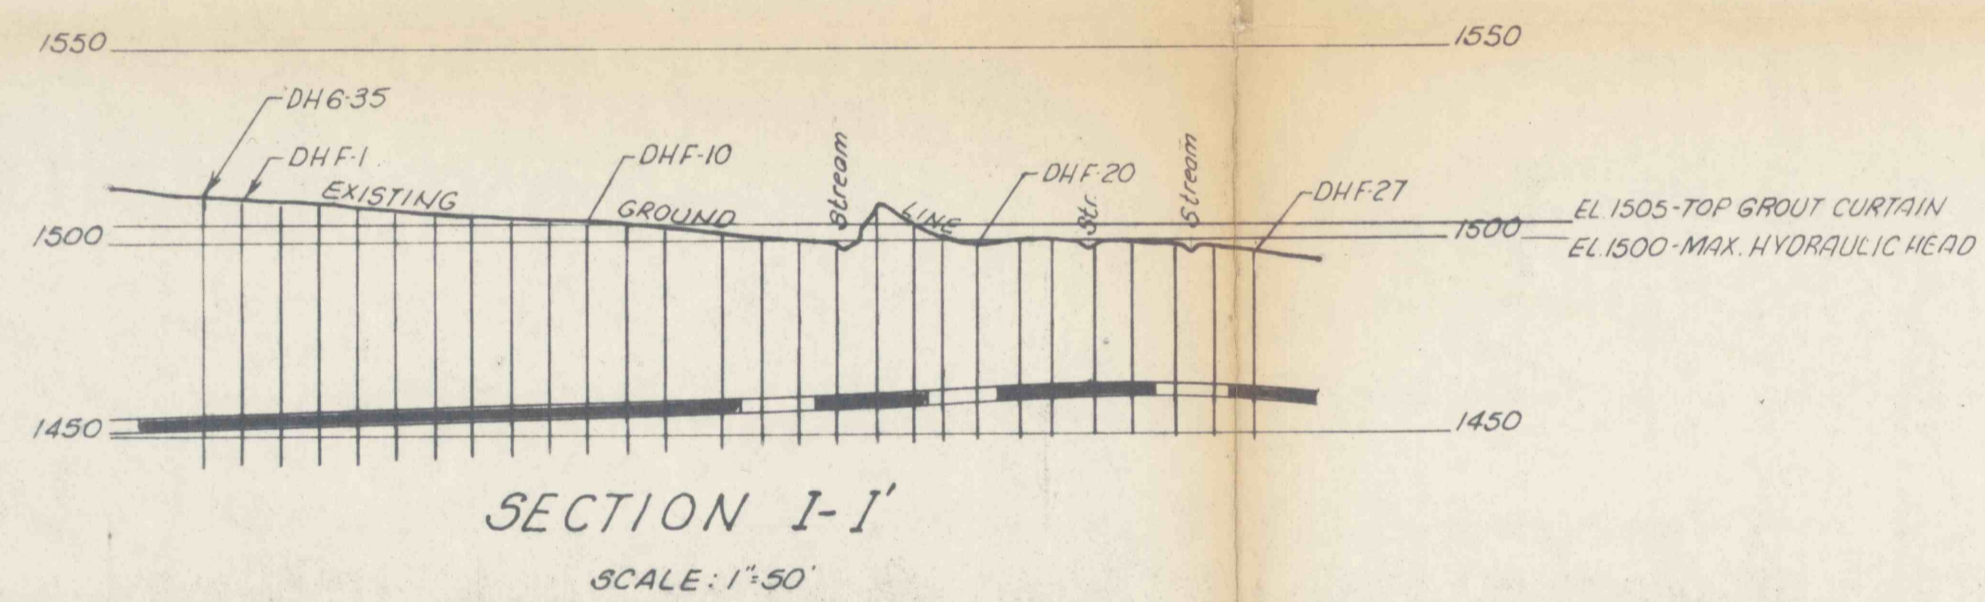 1550 1550
DH6-35
DHF-1
DHF-10
Stream
DHF-20
Str.
Stream
DHF-27
EXISTING GROUND LINE
EL.1505-TOP GROUT CURTAIN
1500 1500
EL.1500-MAX. HYDRAULIC HEAD
1450 1450
SECTION I-I'
SCALE: 1"=50'